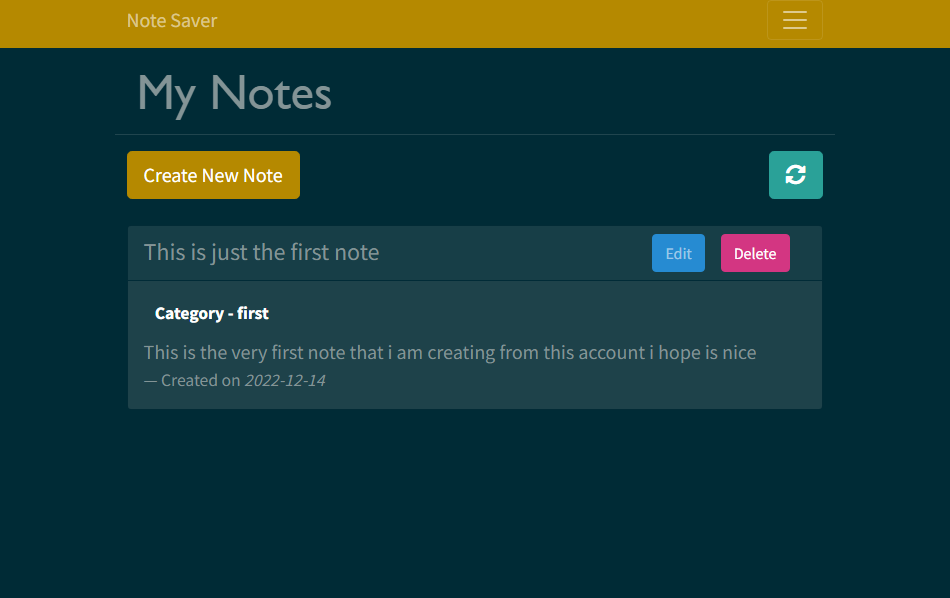 Note Saver
My Notes
Create New Note
This is just the first note
Edit
Delete
Category - first
This is the very first note that i am creating from this account i hope is nice
— Created on 2022-12-14